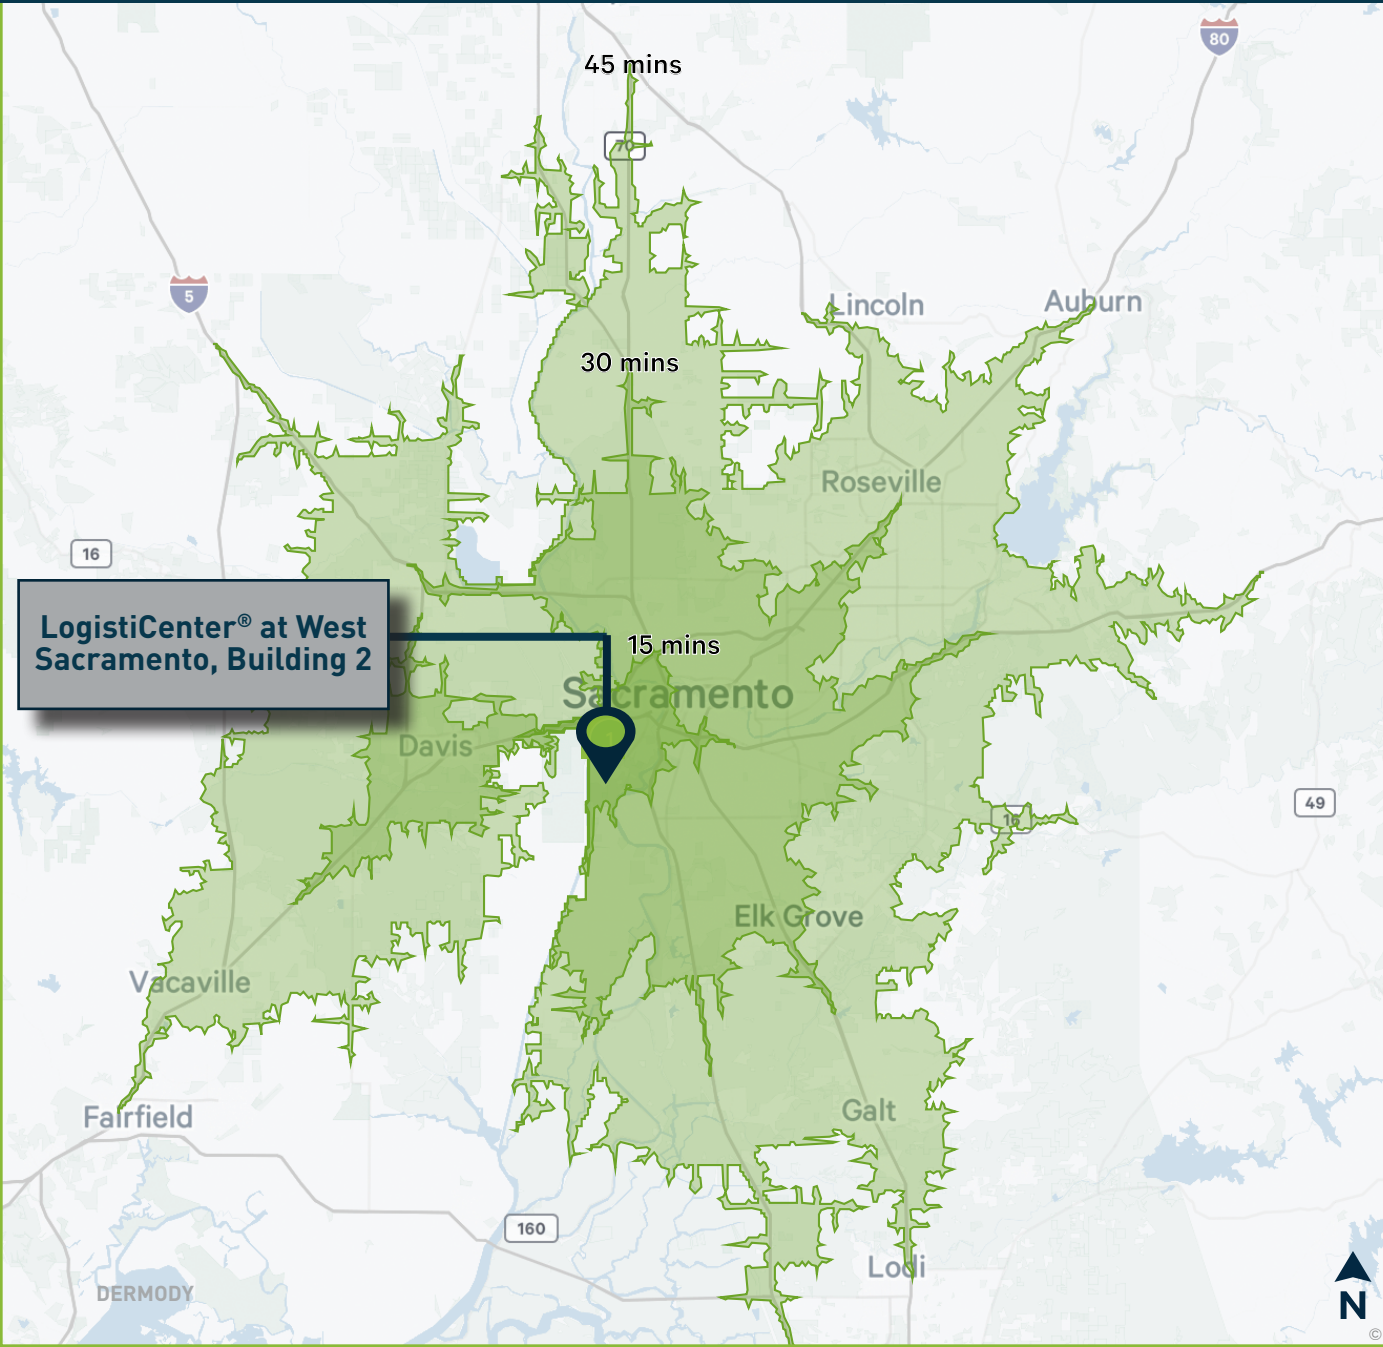 80
45 mins
70
5
Lincoln
Auburn
30 mins
Roseville
16
LogistiCenter® at West
Sacramento, Building 2
15 mins
Sacramento
Davis
49
16
Elk Grove
Vacaville
Fairfield
Galt
160
Lodi
DERMODY
N
©